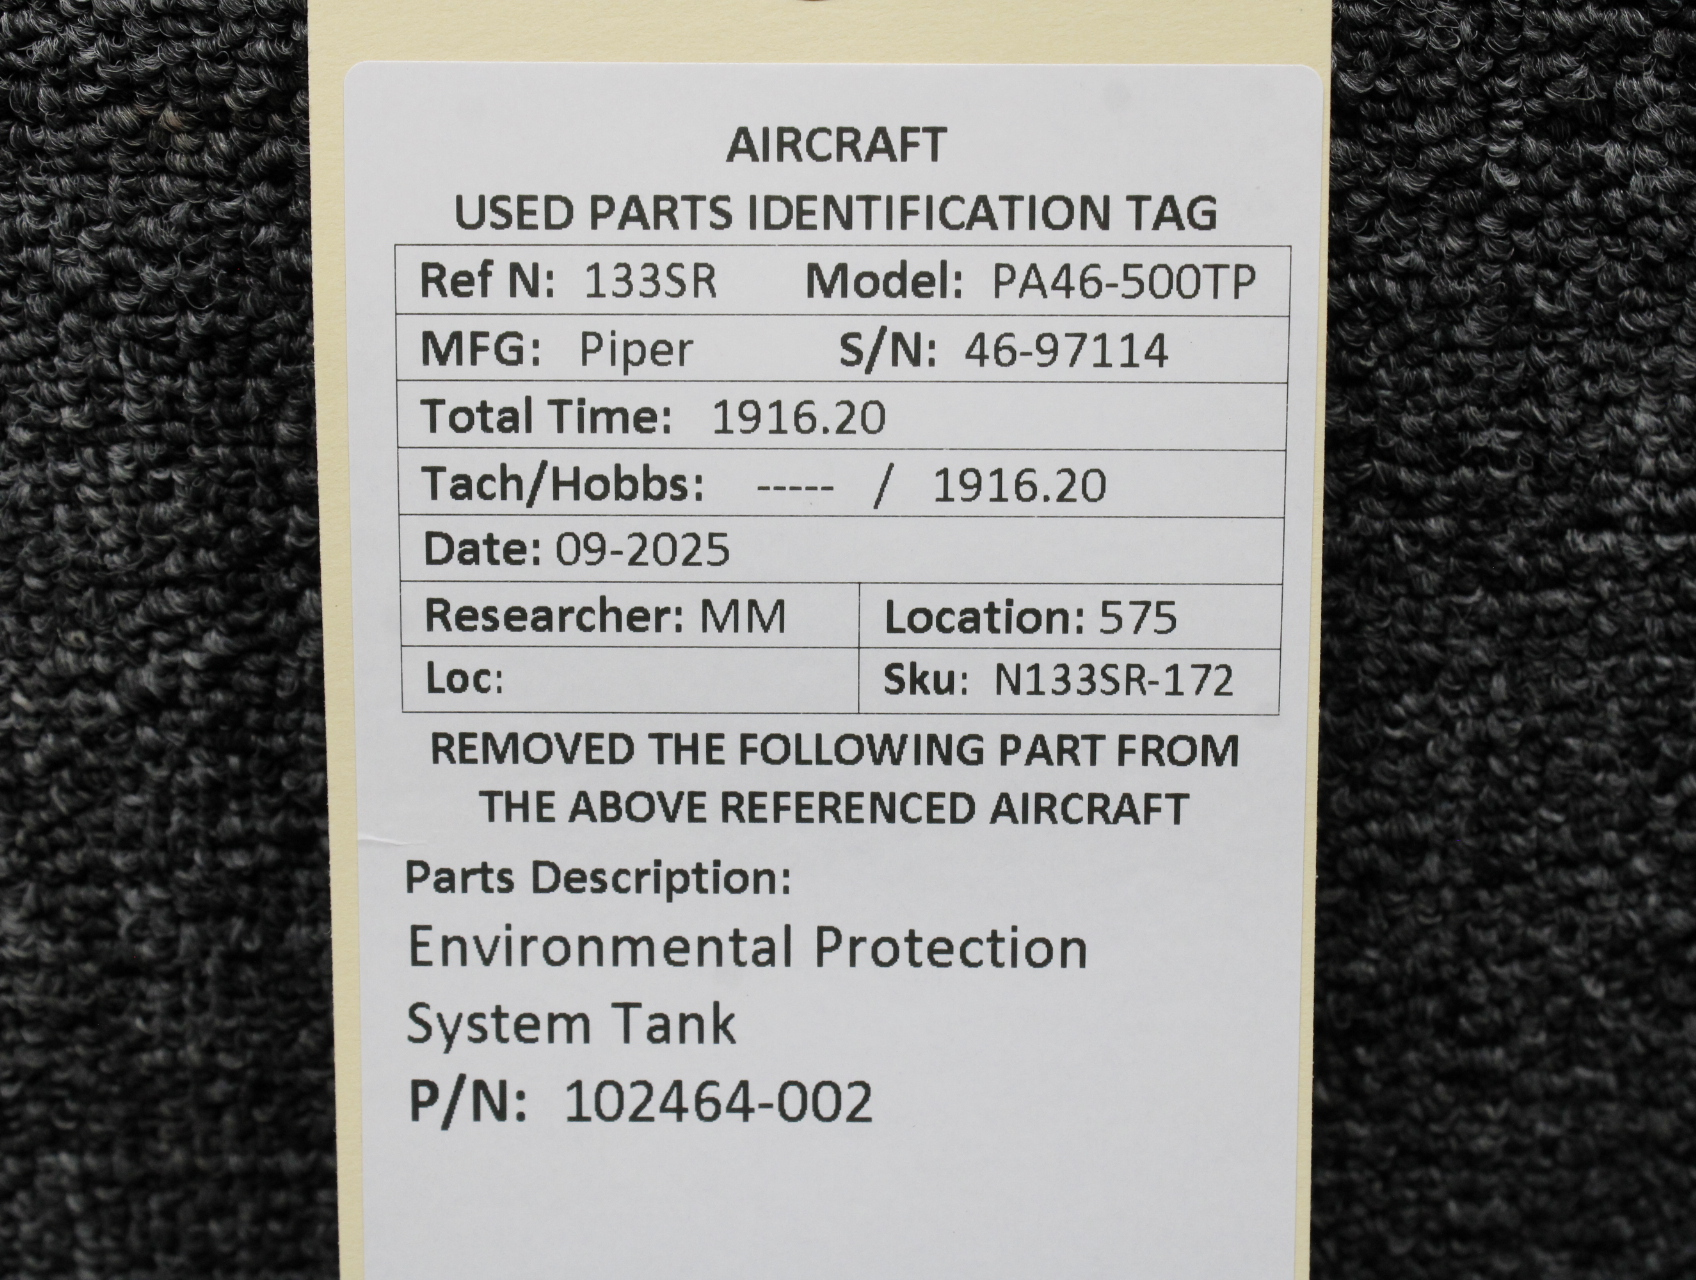 AIRCRAFT
USED PARTS IDENTIFICATION TAG
Ref N: 133SR Model: PA46-500TP
MFG: Piper S/N: 46-97114
Total Time: 1916.20
Tach/Hobbs: ----- / 1916.20
Date: 09-2025
Researcher: MM Location: 575
Loc: Sku: N133SR-172
REMOVED THE FOLLOWING PART FROM
THE ABOVE REFERENCED AIRCRAFT
Parts Description:
Environmental Protection
System Tank
P/N: 102464-002